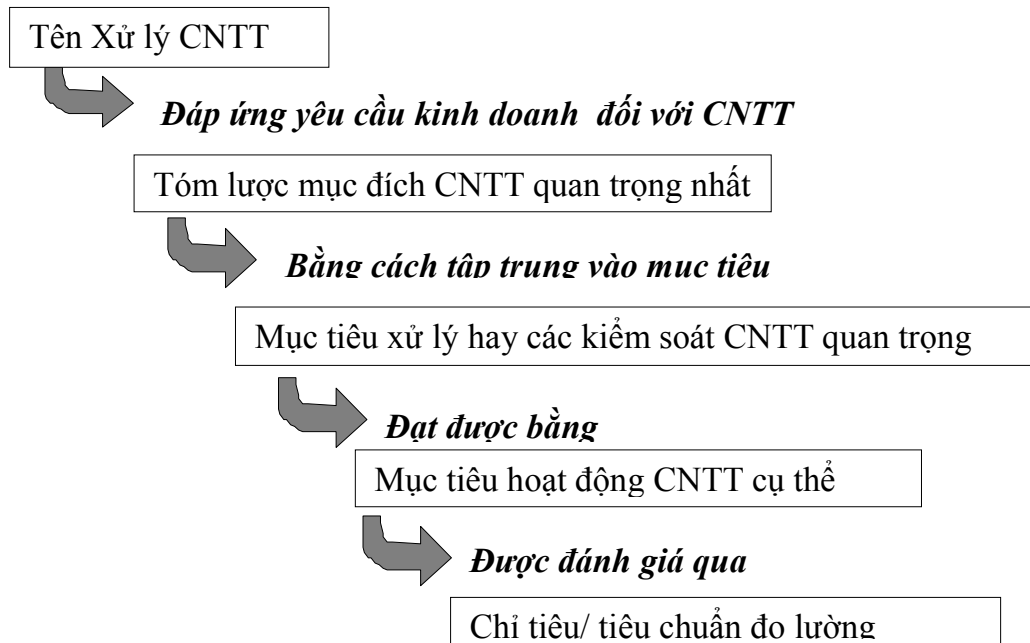 Tên Xử lý CNTT
Đáp ứng yêu cầu kinh doanh đối với CNTT
Tóm lược mục đích CNTT quan trọng nhất
Bằng cách tập trung vào mục tiêu
Mục tiêu xử lý hay các kiểm soát CNTT quan trọng
Đạt được bằng
Mục tiêu hoạt động CNTT cụ thể
Được đánh giá qua
Chỉ tiêu/ tiêu chuẩn đo lường